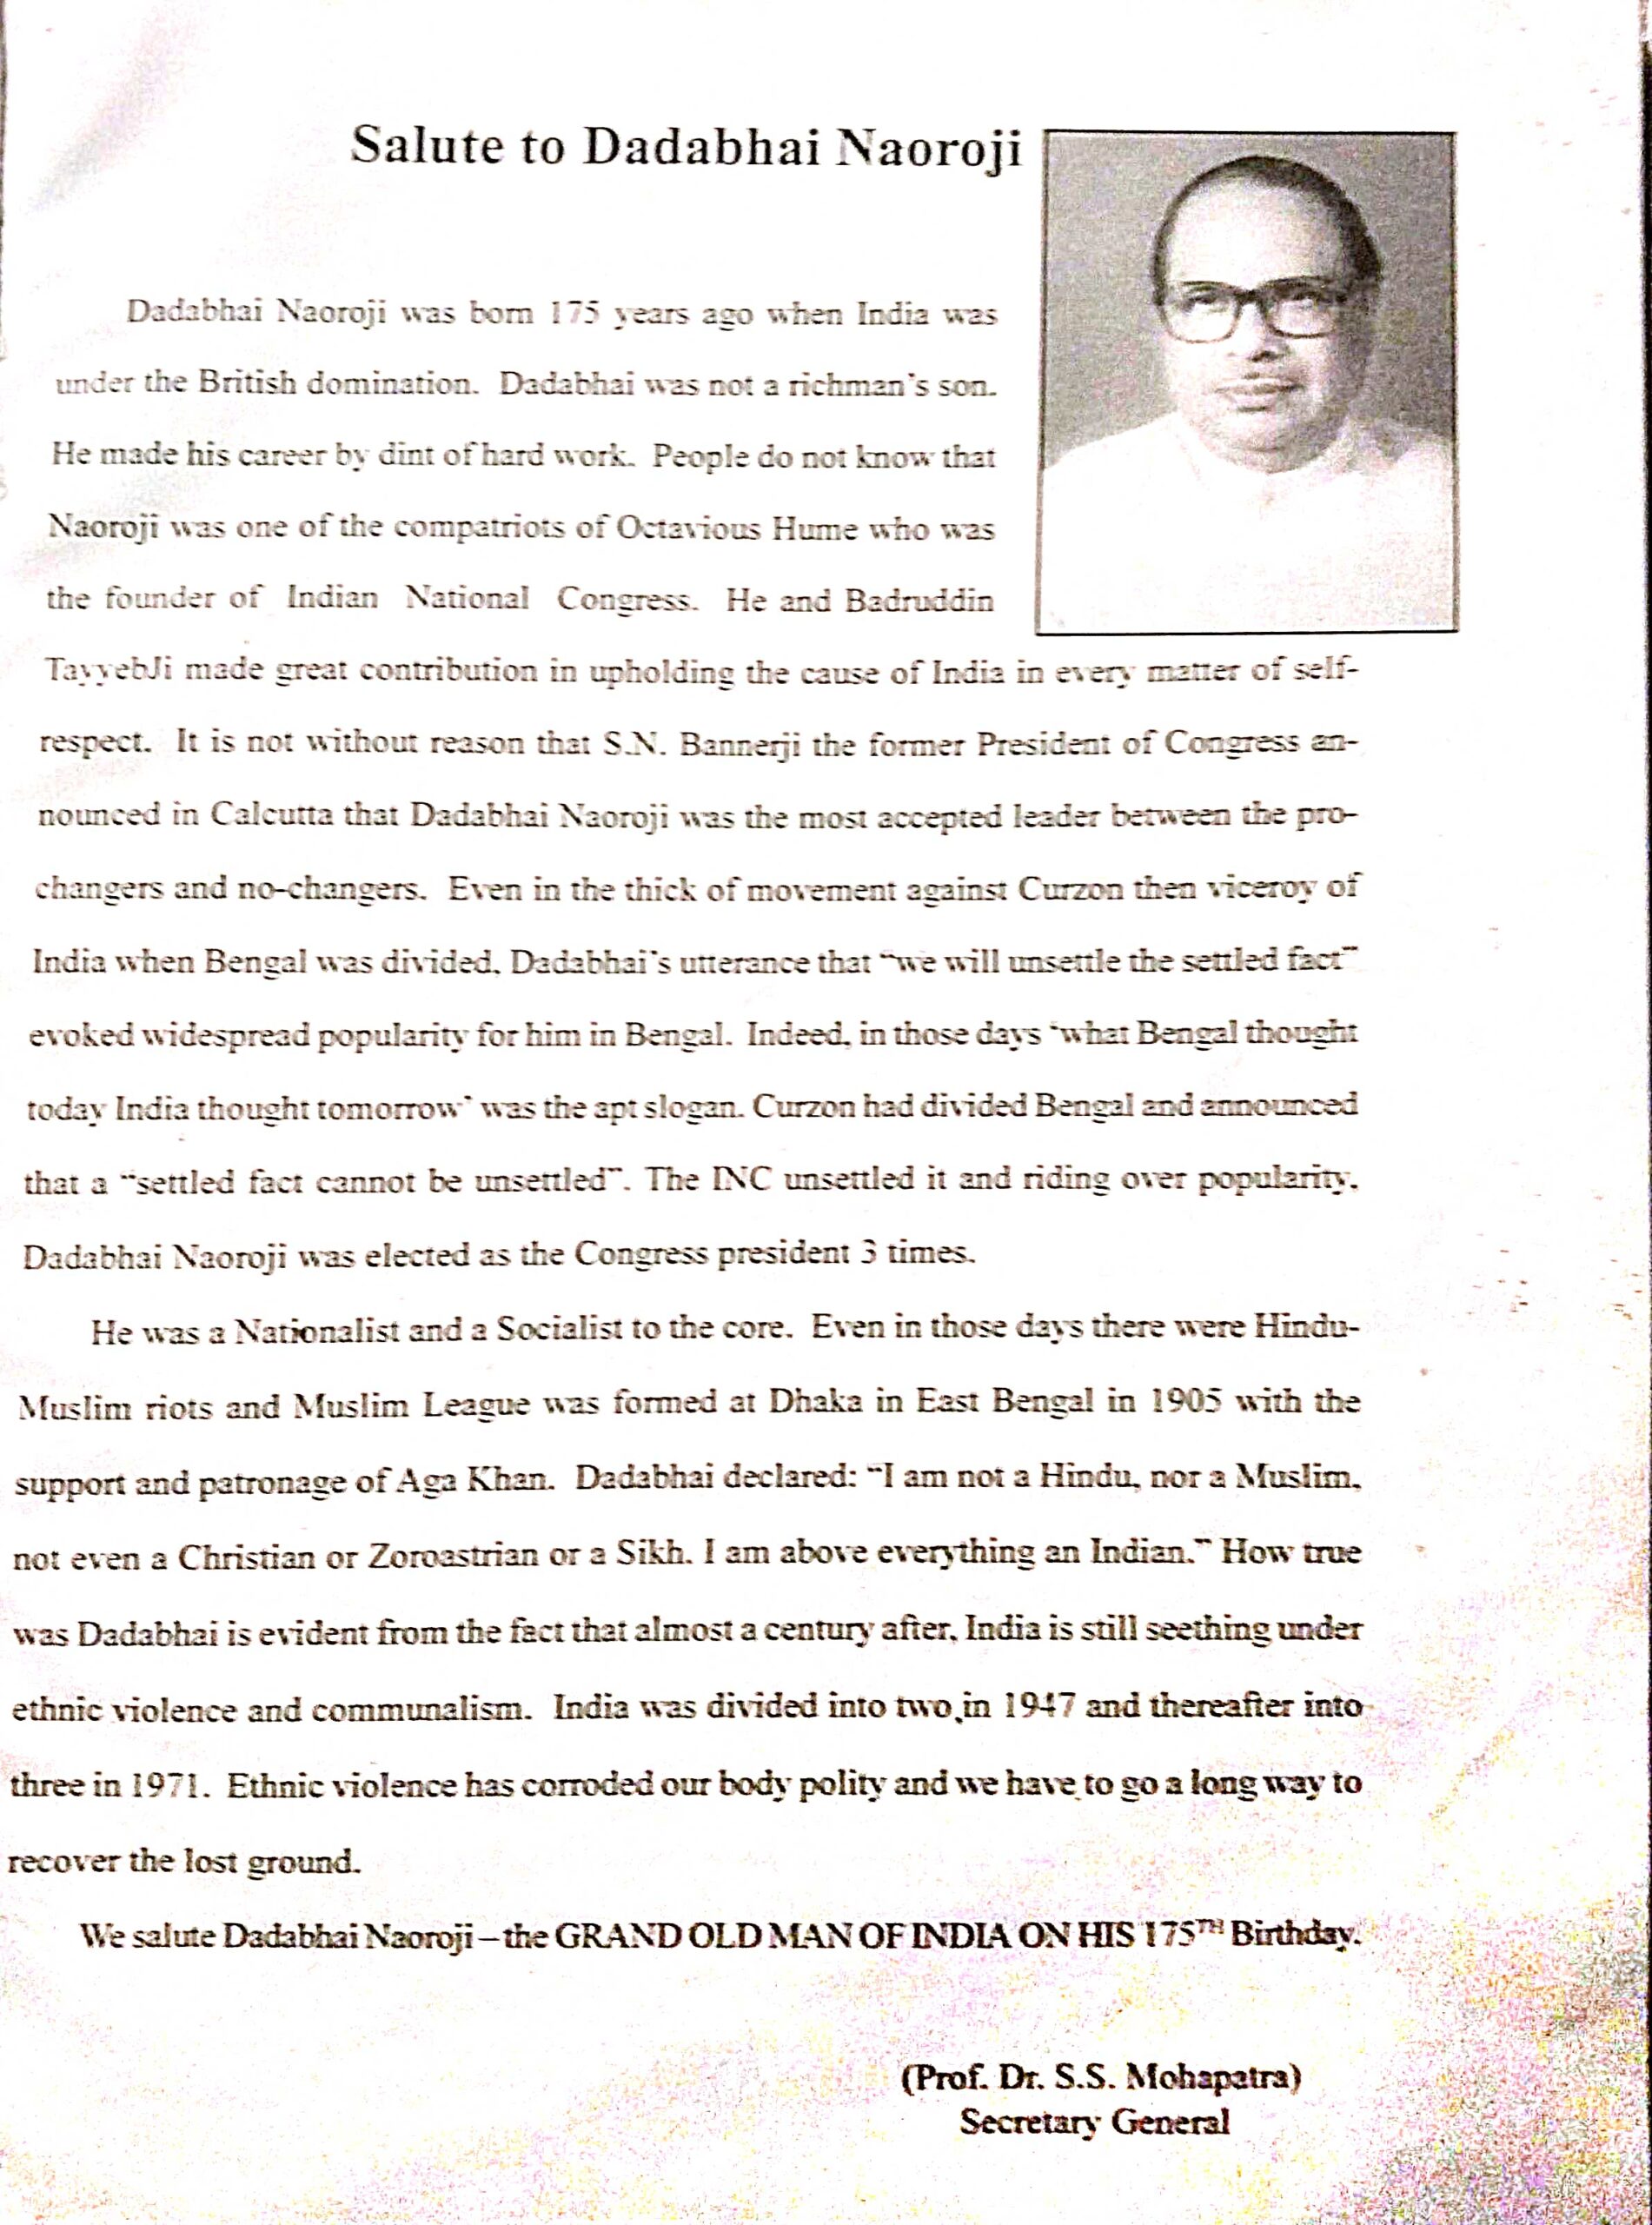 Salute to Dadabhai Naoroji
Dadabhai Naoroji was born 175 years ago when India was
under the British domination. Dadabhai was not a richman's son.
He made his career by dint of hard work. People do not know that
Naoroji was one of the compatriots of Octavious Hume who was
the founder of Indian National Congress. He and Badruddin
TayyebJi made great contribution in upholding the cause of India in every matter of self-
respect. It is not without reason that S.N. Bannerji the former President of Congress an-
nounced in Calcutta that Dadabhai Naoroji was the most accepted leader between the pro-
changers and no-changers. Even in the thick of movement against Curzon then viceroy of
India when Bengal was divided, Dadabhai's utterance that “we will unsettle the settled fact”
evoked widespread popularity for him in Bengal. Indeed, in those days ‘what Bengal thought
today India thought tomorrow’ was the apt slogan. Curzon had divided Bengal and announced
that a “settled fact cannot be unsettled”. The INC unsettled it and riding over popularity,
Dadabhai Naoroji was elected as the Congress president 3 times.
He was a Nationalist and a Socialist to the core. Even in those days there were Hindu-
Muslim riots and Muslim League was formed at Dhaka in East Bengal in 1905 with the
support and patronage of Aga Khan. Dadabhai declared: “I am not a Hindu, nor a Muslim,
not even a Christian or Zoroastrian or a Sikh. I am above everything an Indian.” How true
was Dadabhai is evident from the fact that almost a century after, India is still seething under
ethnic violence and communalism. India was divided into two in 1947 and thereafter into
three in 1971. Ethnic violence has corroded our body polity and we have to go a long way to
recover the lost ground.
We salute Dadabhai Naoroji – the GRAND OLD MAN OF INDIA ON HIS 175TH Birthday.
(Prof. Dr. S.S. Mohapatra)
Secretary General